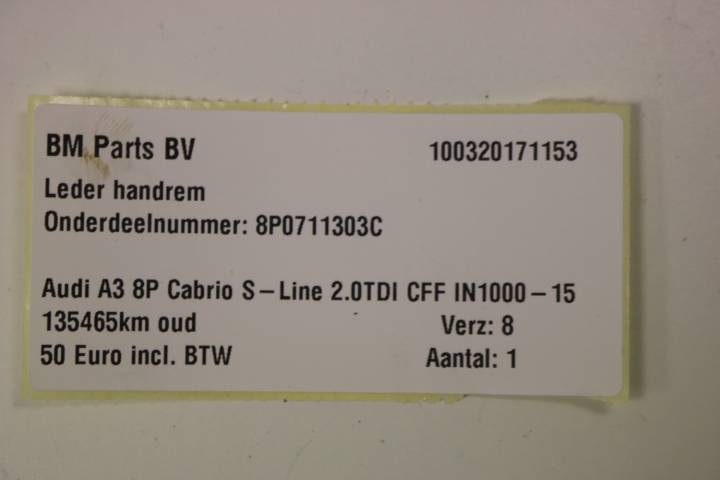 BM Parts BV 100320171153
Leder handrem
Onderdeelnummer: 8P0711303C
Audi A3 8P Cabrio S-Line 2.0TDI CFF IN1000-15
135465km oud Verz: 8
50 Euro incl. BTW Aantal: 1